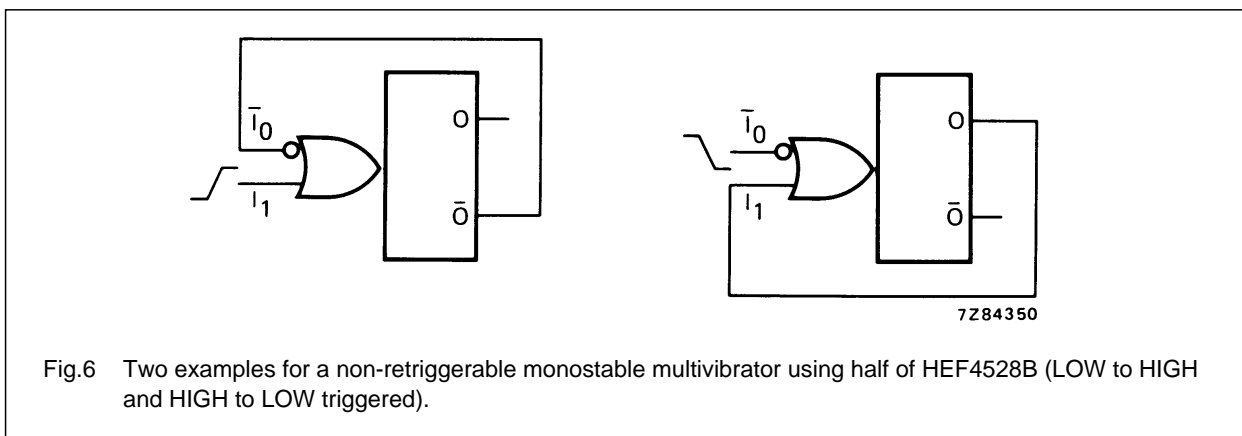 Ī0
I1
O
Ō
Ī0
I1
O
Ō
7Z84350
Fig.6 Two examples for a non-retriggerable monostable multivibrator using half of HEF4528B (LOW to HIGH
and HIGH to LOW triggered).